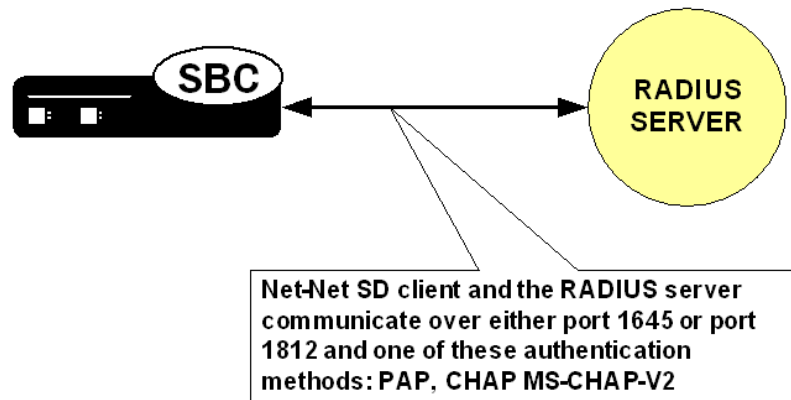 SBC
RADIUS
SERVER
Net-Net SD client and the RADIUS server
communicate over either port 1645 or port
1812 and one of these authentication
methods: PAP, CHAP MS-CHAP-V2